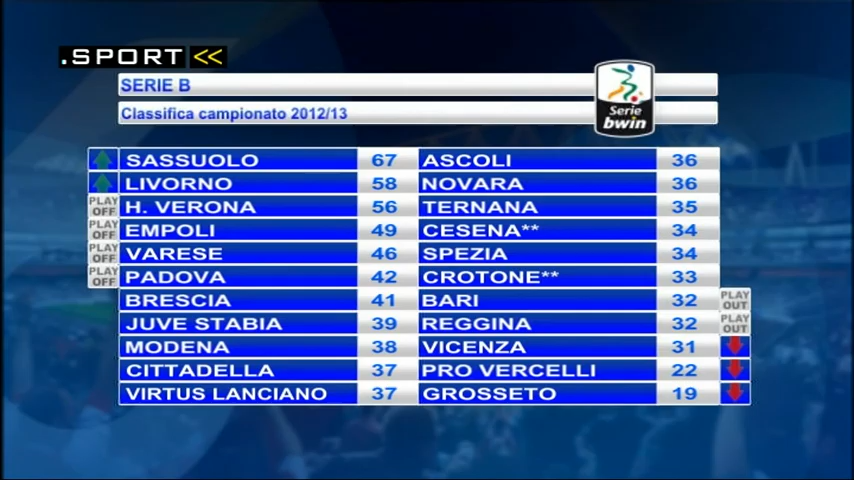 .SPORT <<
SERIE B
Classifica campionato 2012/13
Serie
bwin
SASSUOLO 67
LIVORNO 58
PLAY OFF H. VERONA 56
PLAY OFF EMPOLI 49
PLAY OFF VARESE 46
PLAY OFF PADOVA 42
BRESCIA 41
JUVE STABIA 39
MODENA 38
CITTADELLA 37
VIRTUS LANCIANO 37
ASCOLI 36
NOVARA 36
TERNANA 35
CESENA** 34
SPEZIA 34
CROTONE** 33
BARI 32 PLAY OUT
REGGINA 32 PLAY OUT
VICENZA 31
PRO VERCELLI 22
GROSSETO 19